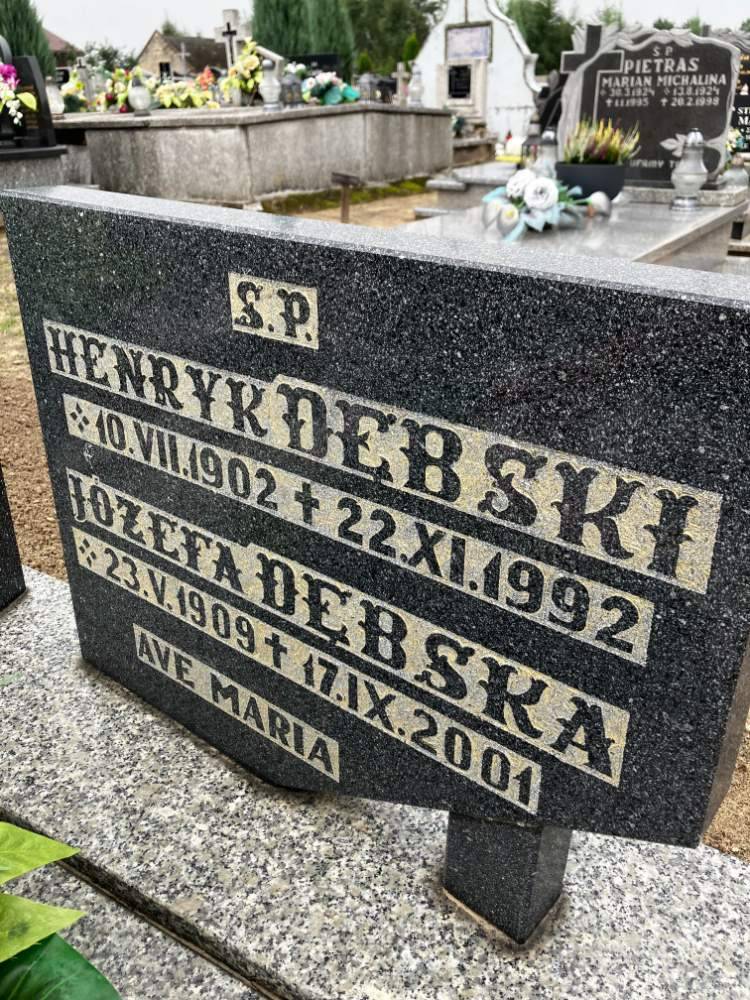 Ś.P.
HENRYK DĘBSKI
10.VII.1902 ✝ 22.XI.1992
JÓZEFA DĘBSKA
23.V.1909 ✝ 17.IX.2001
AVE MARIA
Ś.P.
PIETRAS
MARIAN MICHALINA